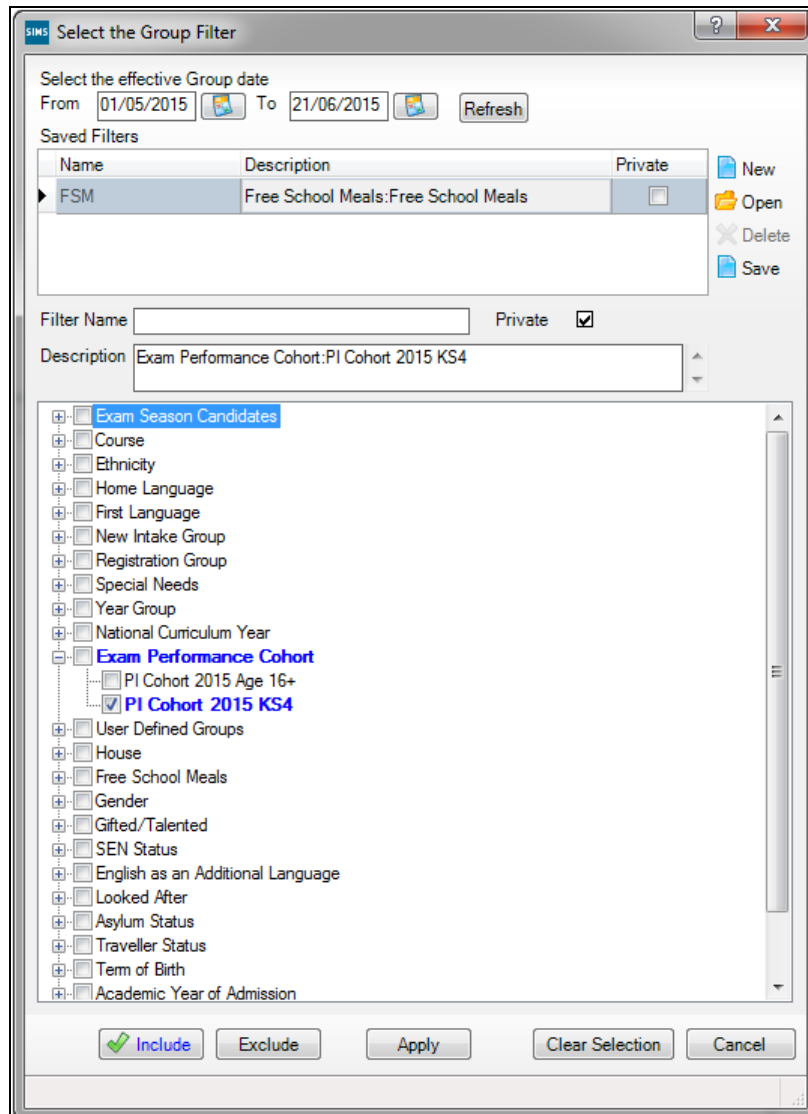 SIMS Select the Group Filter
Select the effective Group date
From 01/05/2015 To 21/06/2015 Refresh
Saved Filters
Name Description Private
New
FSM Free School Meals:Free School Meals
Open
Delete
Save
Filter Name Private
Description Exam Performance Cohort:PI Cohort 2015 KS4
Exam Season Candidates
Course
Ethnicity
Home Language
First Language
New Intake Group
Registration Group
Special Needs
Year Group
National Curriculum Year
Exam Performance Cohort
PI Cohort 2015 Age 16+
PI Cohort 2015 KS4
User Defined Groups
House
Free School Meals
Gender
Gifted/Talented
SEN Status
English as an Additional Language
Looked After
Asylum Status
Traveller Status
Term of Birth
Academic Year of Admission
Include Exclude Apply Clear Selection Cancel